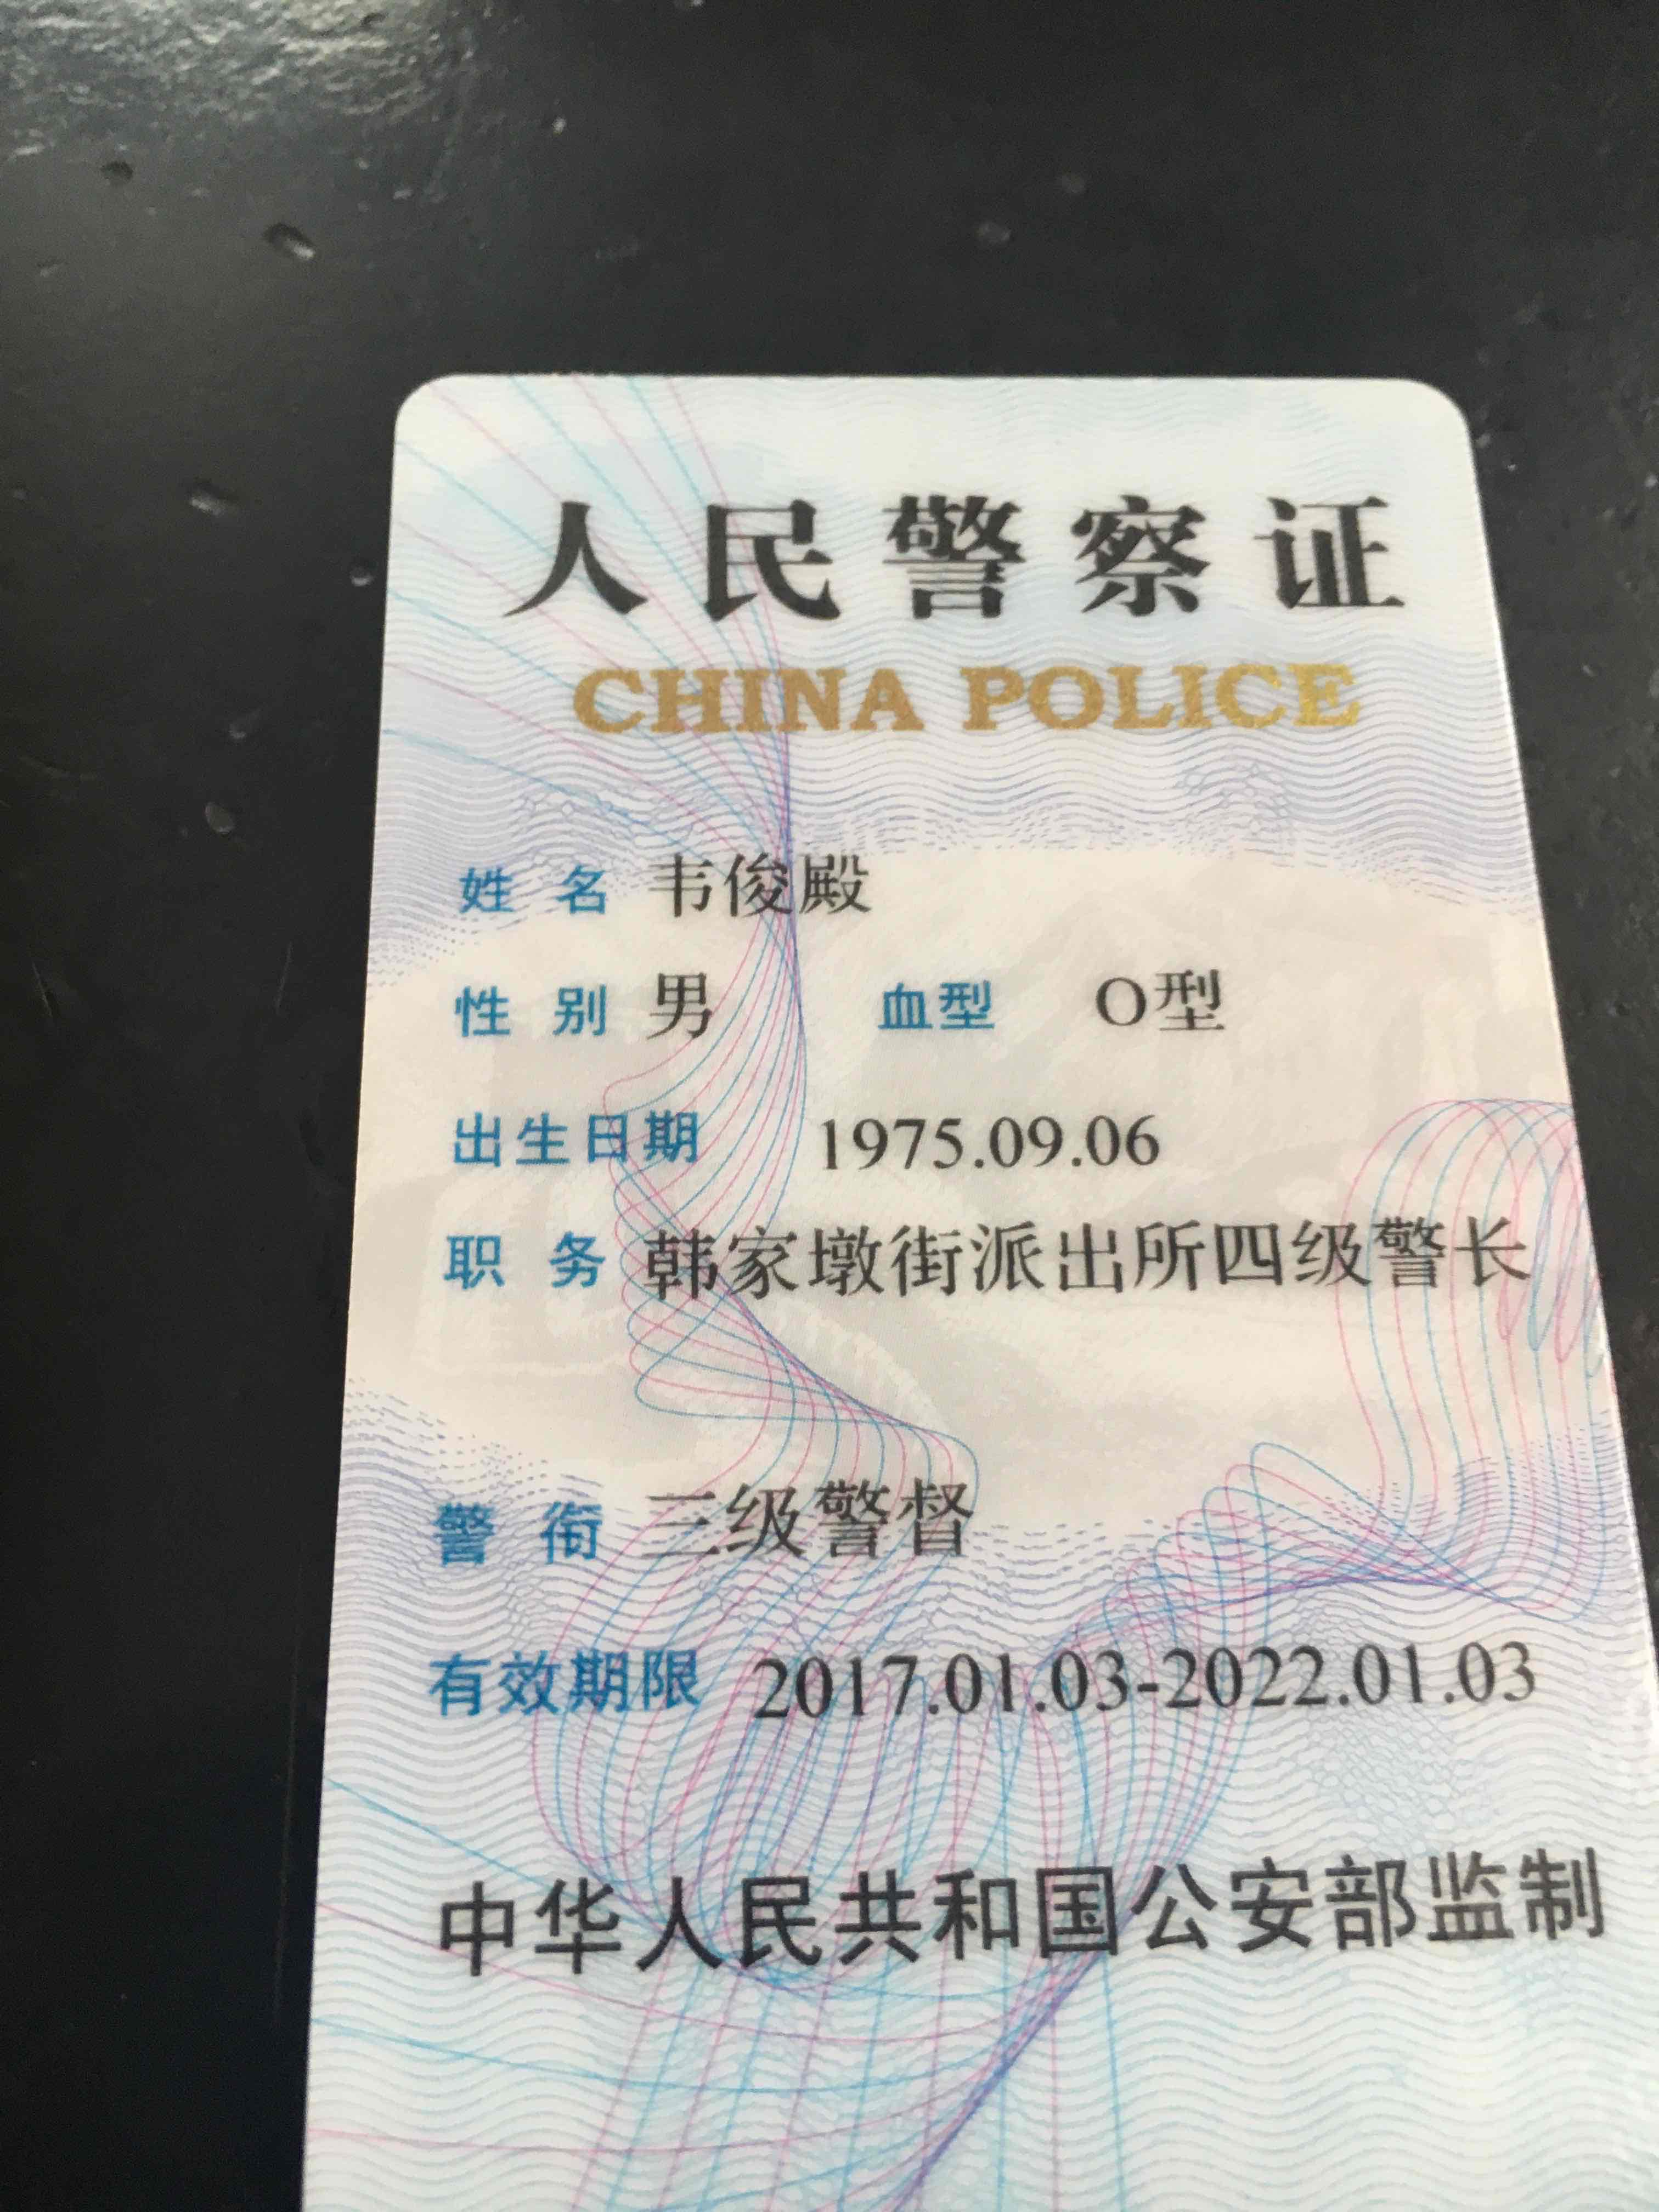 人民警察证
CHINA POLICE
姓名 韦俊殿
性别 男 血型 O型
出生日期 1975.09.06
职务 韩家墩街派出所四级警长
警衔 三级警督
有效期限 2017.01.03-2022.01.03
中华人民共和国公安部监制